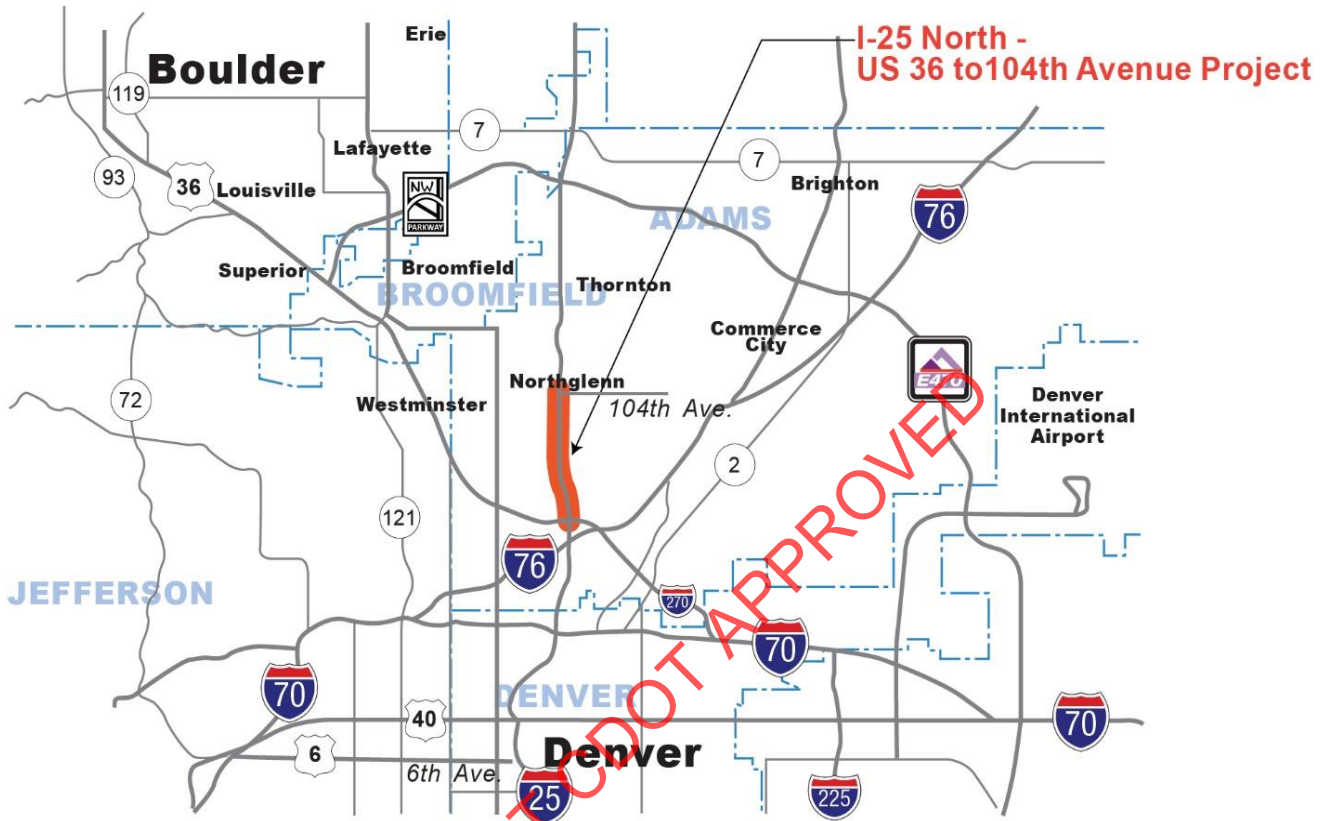 I-25 North -
US 36 to104th Avenue Project
Erie
Boulder
119
7
Lafayette
7
93
36
Louisville
NW
PARKWAY
Brighton
76
ADAMS
Superior
Broomfield
BROOMFIELD
Thornton
Commerce
City
E470
Northglenn
104th Ave.
Westminster
72
Denver
International
Airport
2
121
76
JEFFERSON
270
70
70
DENVER
40
70
6
6th Ave.
Denver
25
225
T CDOT APPROVED